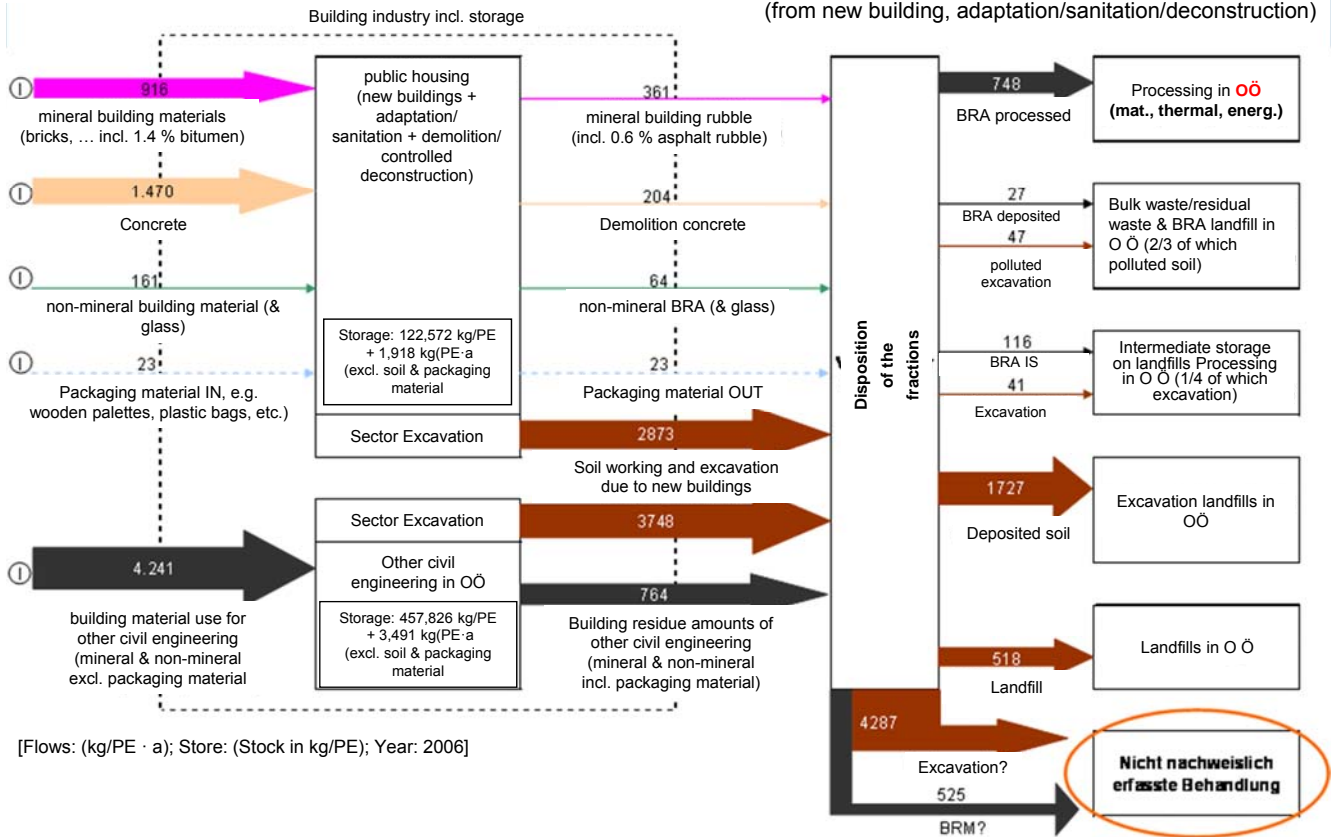 (from new building, adaptation/sanitation/deconstruction)
Building industry incl. storage
I
916
mineral building materials
(bricks, … incl. 1.4 % bitumen)
I
1.470
Concrete
I
161
non-mineral building material (&
glass)
I
23
Packaging material IN, e.g.
wooden palettes, plastic bags, etc.)
I
4.241
building material use for
other civil engineering
(mineral & non-mineral
excl. packaging material
public housing
(new buildings +
adaptation/
sanitation + demolition/
controlled
deconstruction)
Storage: 122,572 kg/PE
+ 1,918 kg(PE·a
(excl. soil & packaging
material
Sector Excavation
Sector Excavation
Other civil
engineering in OÖ
Storage: 457,826 kg/PE
+ 3,491 kg(PE·a
(excl. soil & packaging
material
361
mineral building rubble
(incl. 0.6 % asphalt rubble)
204
Demolition concrete
64
non-mineral BRA (& glass)
23
Packaging material OUT
2873
Soil working and excavation
due to new buildings
3748
764
Building residue amounts of
other civil engineering
(mineral & non-mineral
incl. packaging material)
Disposition
of the
fractions
748
BRA processed
27
BRA deposited
47
polluted
excavation
116
BRA IS
41
Excavation
1727
Deposited soil
518
Landfill
4287
Excavation?
525
BRM?
Processing in OÖ
(mat., thermal, energ.)
Bulk waste/residual
waste & BRA landfill in
O Ö (2/3 of which
polluted soil)
Intermediate storage
on landfills Processing
in O Ö (1/4 of which
excavation)
Excavation landfills in
OÖ
Landfills in O Ö
Nicht nachweislich
erfasste Behandlung
[Flows: (kg/PE · a); Store: (Stock in kg/PE); Year: 2006]